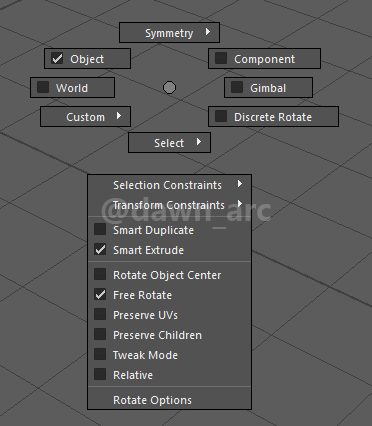 Symmetry
Object
Component
World
Gimbal
Custom
Discrete Rotate
Select
Selection Constraints
Transform Constraints
@dawn_arc
Smart Duplicate
Smart Extrude
Rotate Object Center
Free Rotate
Preserve UVs
Preserve Children
Tweak Mode
Relative
Rotate Options